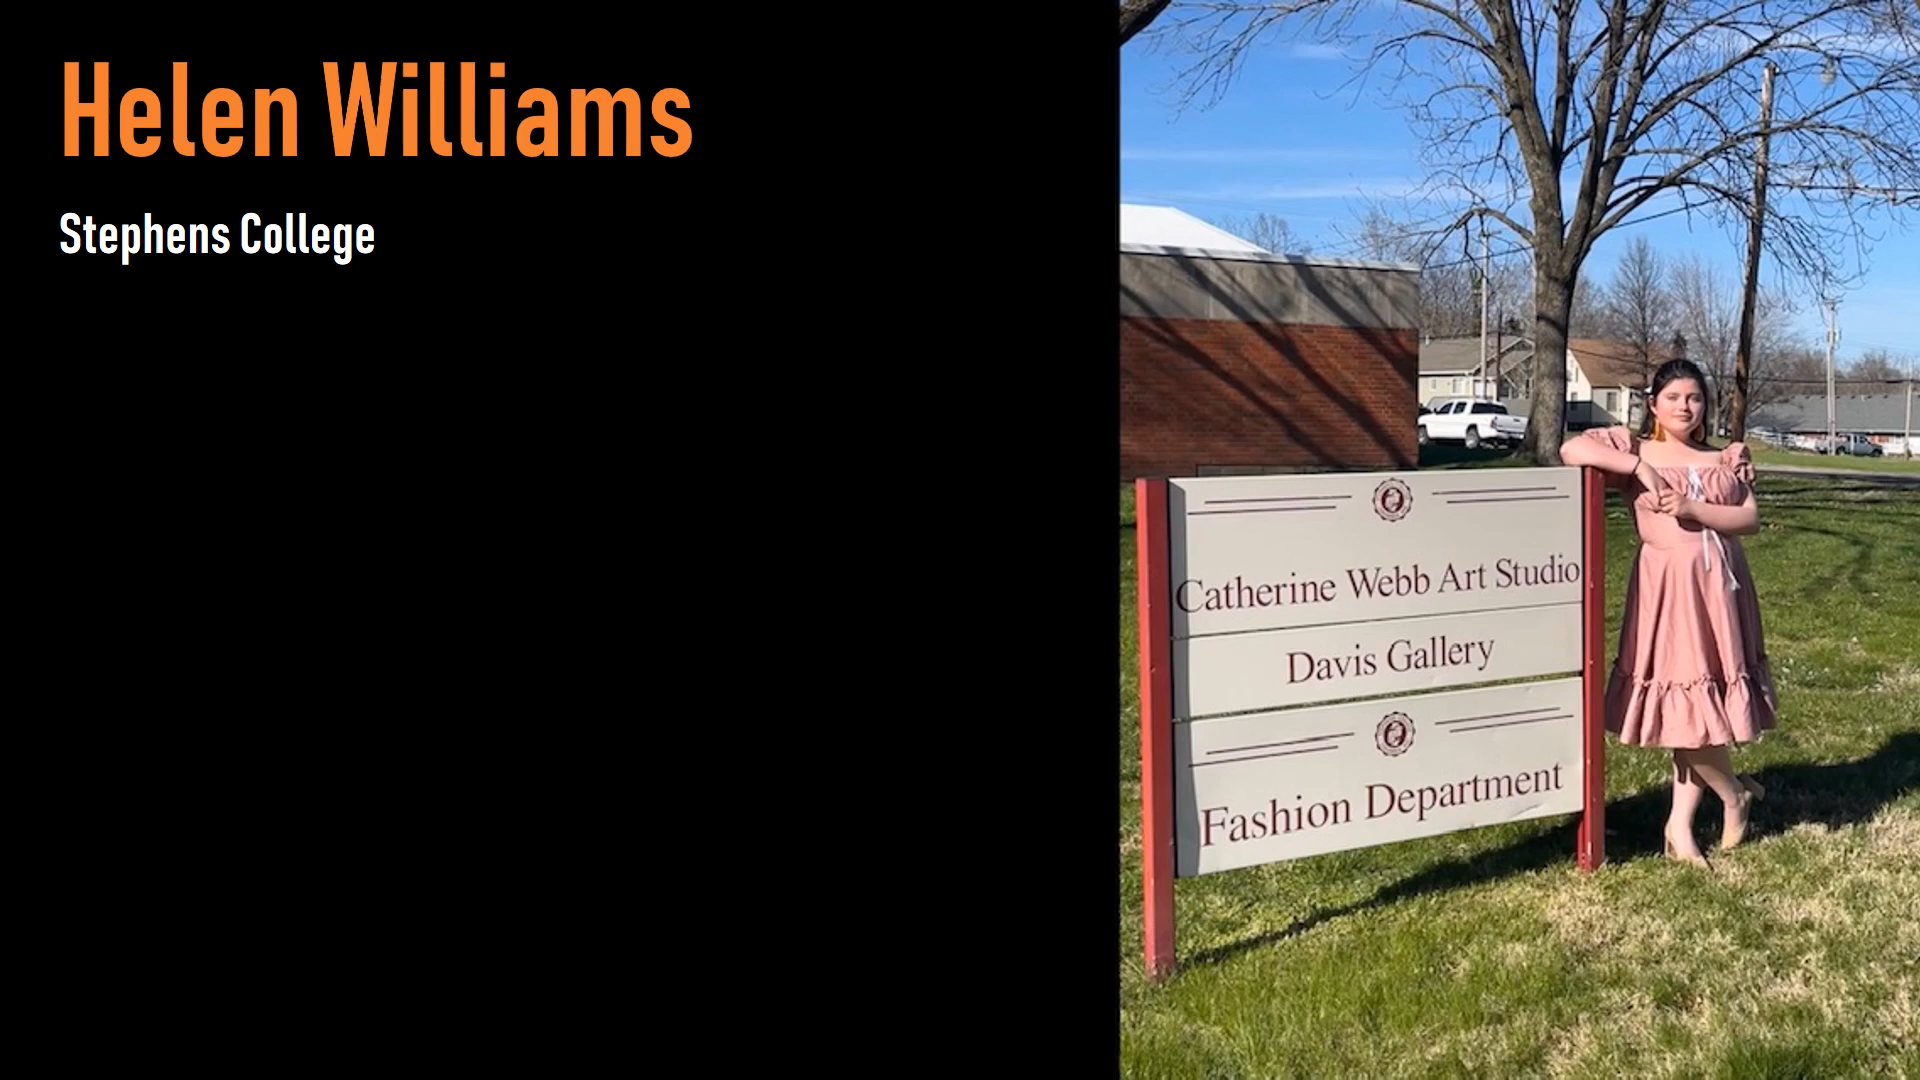 Helen Williams
Stephens College
Catherine Webb Art Studio
Davis Gallery
Fashion Department